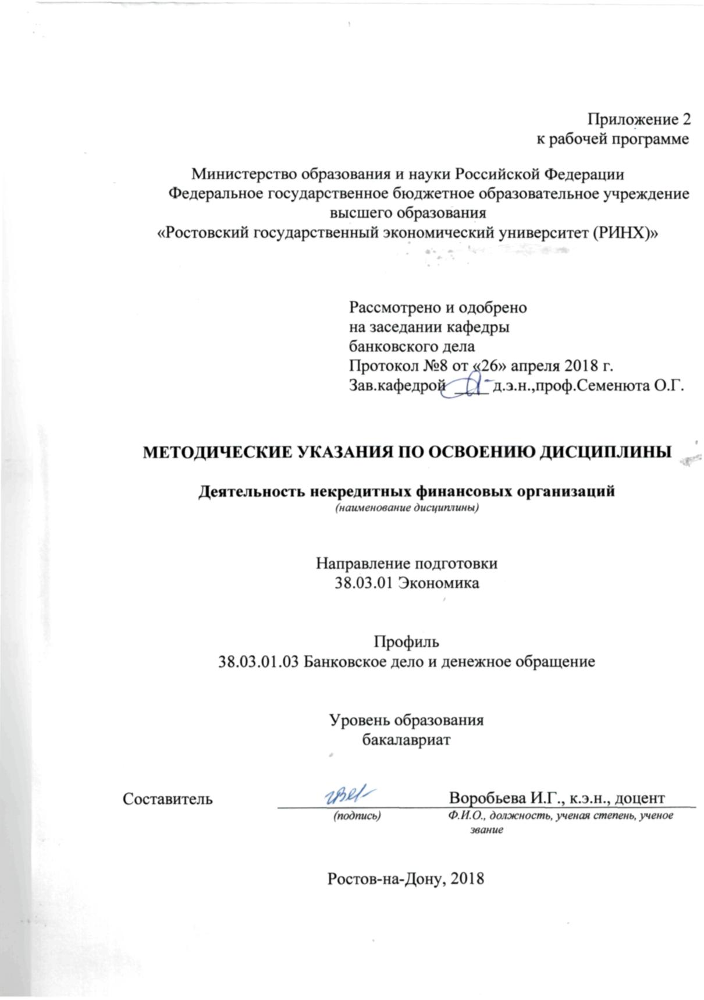 Приложение 2
к рабочей программе
Министерство образования и науки Российской Федерации
Федеральное государственное бюджетное образовательное учреждение
высшего образования
«Ростовский государственный экономический университет (РИНХ)»
Рассмотрено и одобрено
на заседании кафедры
банковского дела
Протокол №8 от «26» апреля 2018 г.
Зав.кафедрой ____ д.э.н.,проф.Семенюта О.Г.
МЕТОДИЧЕСКИЕ УКАЗАНИЯ ПО ОСВОЕНИЮ ДИСЦИПЛИНЫ
Деятельность некредитных финансовых организаций
(наименование дисциплины)
Направление подготовки
38.03.01 Экономика
Профиль
38.03.01.03 Банковское дело и денежное обращение
Уровень образования
бакалавриат
Составитель Воробьева И.Г., к.э.н., доцент
(подпись) Ф.И.О., должность, ученая степень, ученое
звание
Ростов-на-Дону, 2018